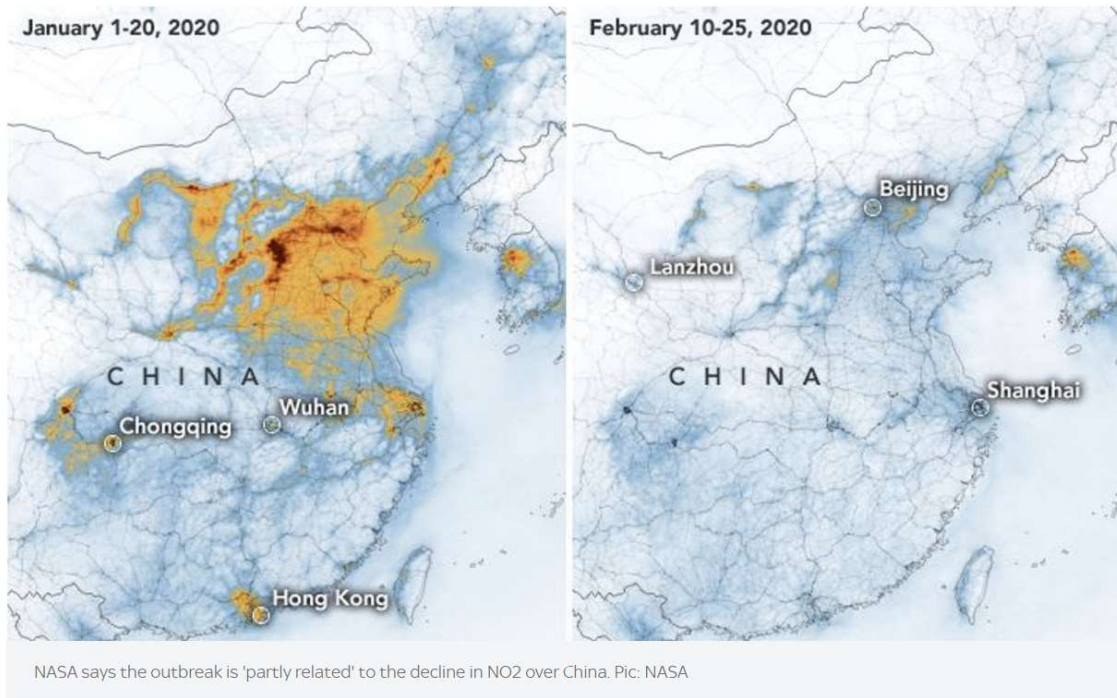 January 1-20, 2020
February 10-25, 2020
Beijing
Lanzhou
CHINA
CHINA
Shanghai
Wuhan
Chongqing
Hong Kong
NASA says the outbreak is 'partly related' to the decline in NO2 over China. Pic: NASA